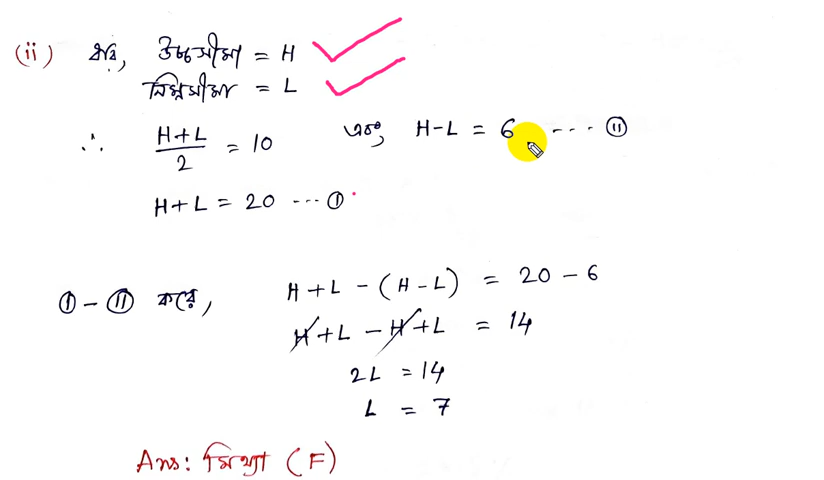 (ii) ধরি, উচ্চসীমা = H
নিম্নসীমা = L
∴ (H+L)/2 = 10 এবং H-L = 6 --- (II)
H+L = 20 --- (I)
(I) - (II) করে, H+L - (H-L) = 20 - 6
H+L - H+L = 14
2L = 14
L = 7
Ans: মিথ্যা (F)